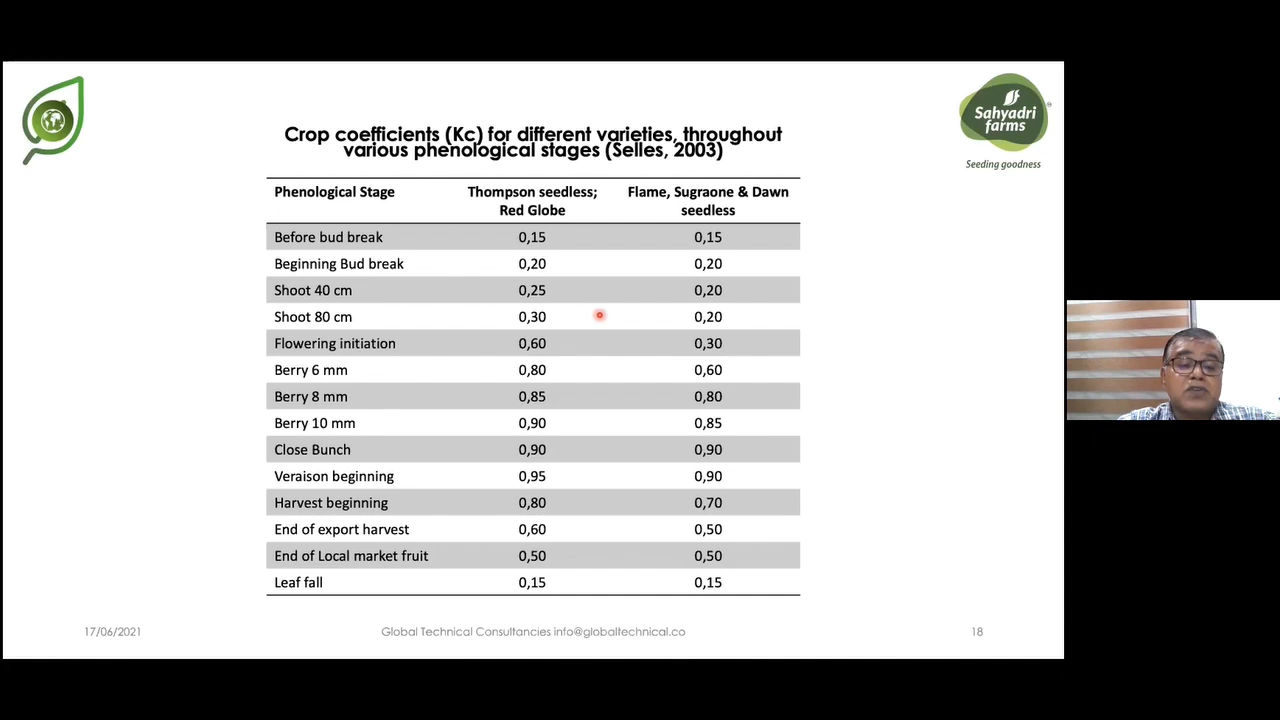 Sahyadri
farms
Seeding goodness
Crop coefficients (Kc) for different varieties, throughout
various phenological stages (Selles, 2003)
Phenological Stage Thompson seedless; Flame, Sugraone & Dawn
Red Globe seedless
Before bud break 0,15 0,15
Beginning Bud break 0,20 0,20
Shoot 40 cm 0,25 0,20
Shoot 80 cm 0,30 0,20
Flowering initiation 0,60 0,30
Berry 6 mm 0,80 0,60
Berry 8 mm 0,85 0,80
Berry 10 mm 0,90 0,85
Close Bunch 0,90 0,90
Veraison beginning 0,95 0,90
Harvest beginning 0,80 0,70
End of export harvest 0,60 0,50
End of Local market fruit 0,50 0,50
Leaf fall 0,15 0,15
17/06/2021 Global Technical Consultancies info@globaltechnical.co 18